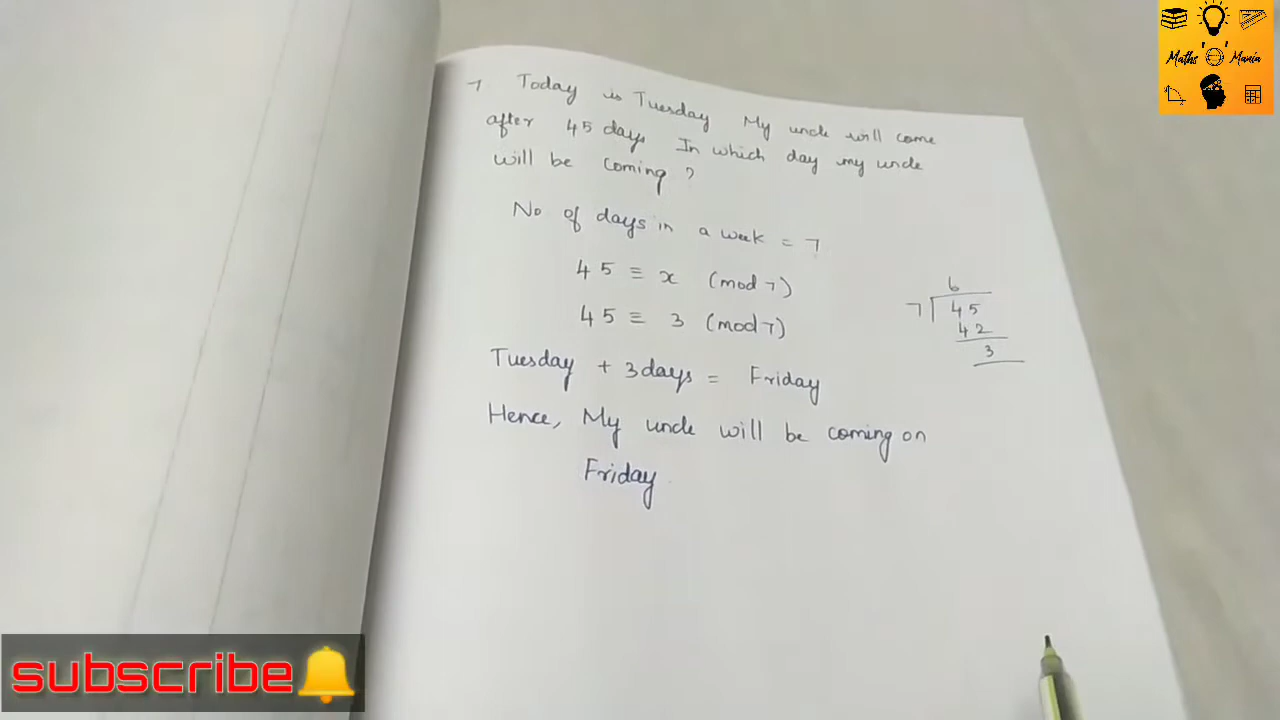 7 Today is Tuesday My uncle will come
after 45 days In which day my uncle
will be coming ?
No of days in a week = 7
45 ≡ x (mod 7)
45 ≡ 3 (mod 7)
6
7 45
42
3
Tuesday + 3 days = Friday
Hence, My uncle will be coming on
Friday
Maths Mania
subscribe